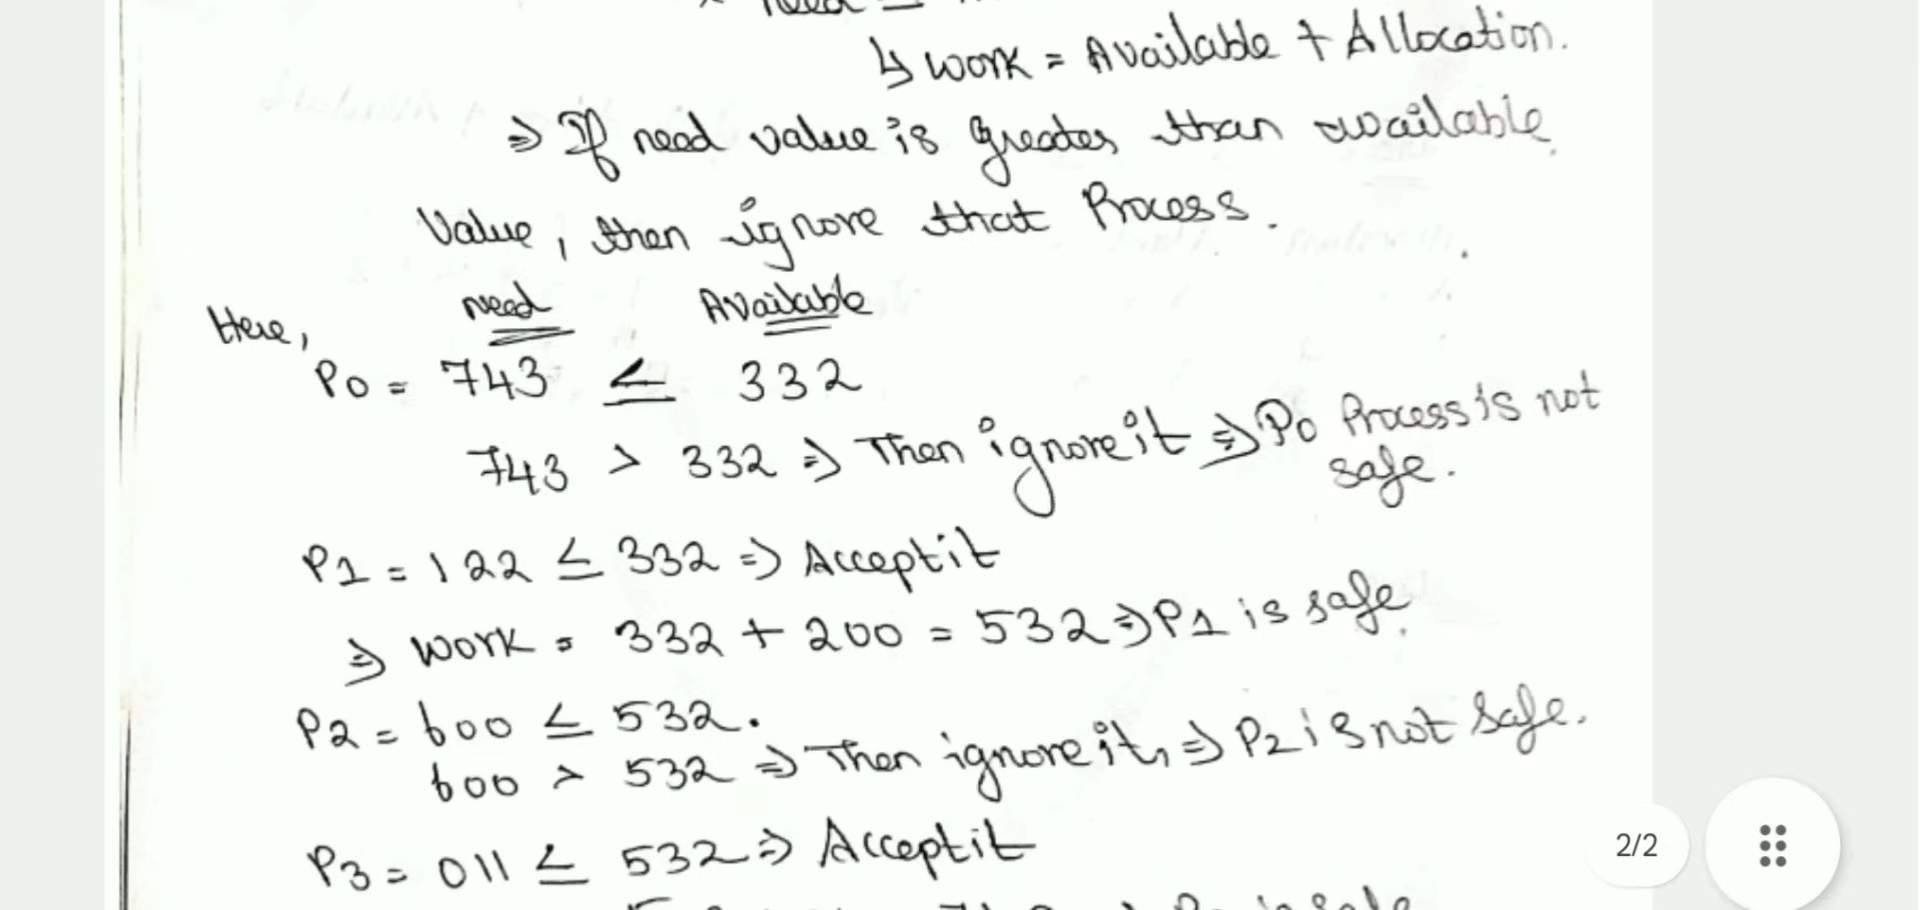 ↳ Work = Available + Allocation.
⇒ If need value is greater than available
Value, then ignore that Process.
Here, need Available
P0 = 743 ≤ 332
743 > 332 ⇒ Then ignore it ⇒ P0 Process is not
safe.
P1 = 122 ≤ 332 ⇒ Accept it
⇒ Work = 332 + 200 = 532 ⇒ P1 is safe.
P2 = 600 ≤ 532.
600 > 532 ⇒ Then ignore it, ⇒ P2 is not safe.
P3 = 011 ≤ 532 ⇒ Accept it
2/2